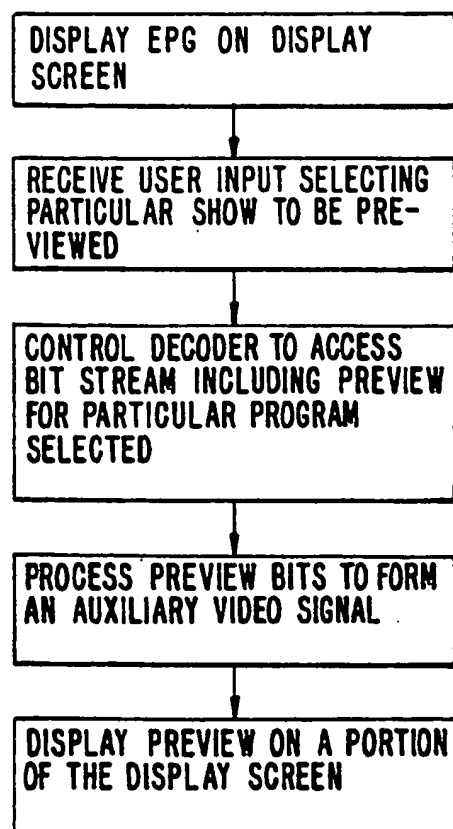 DISPLAY EPG ON DISPLAY
SCREEN
RECEIVE USER INPUT SELECTING
PARTICULAR SHOW TO BE PRE-
VIEWED
CONTROL DECODER TO ACCESS
BIT STREAM INCLUDING PREVIEW
FOR PARTICULAR PROGRAM
SELECTED
PROCESS PREVIEW BITS TO FORM
AN AUXILIARY VIDEO SIGNAL
DISPLAY PREVIEW ON A PORTION
OF THE DISPLAY SCREEN